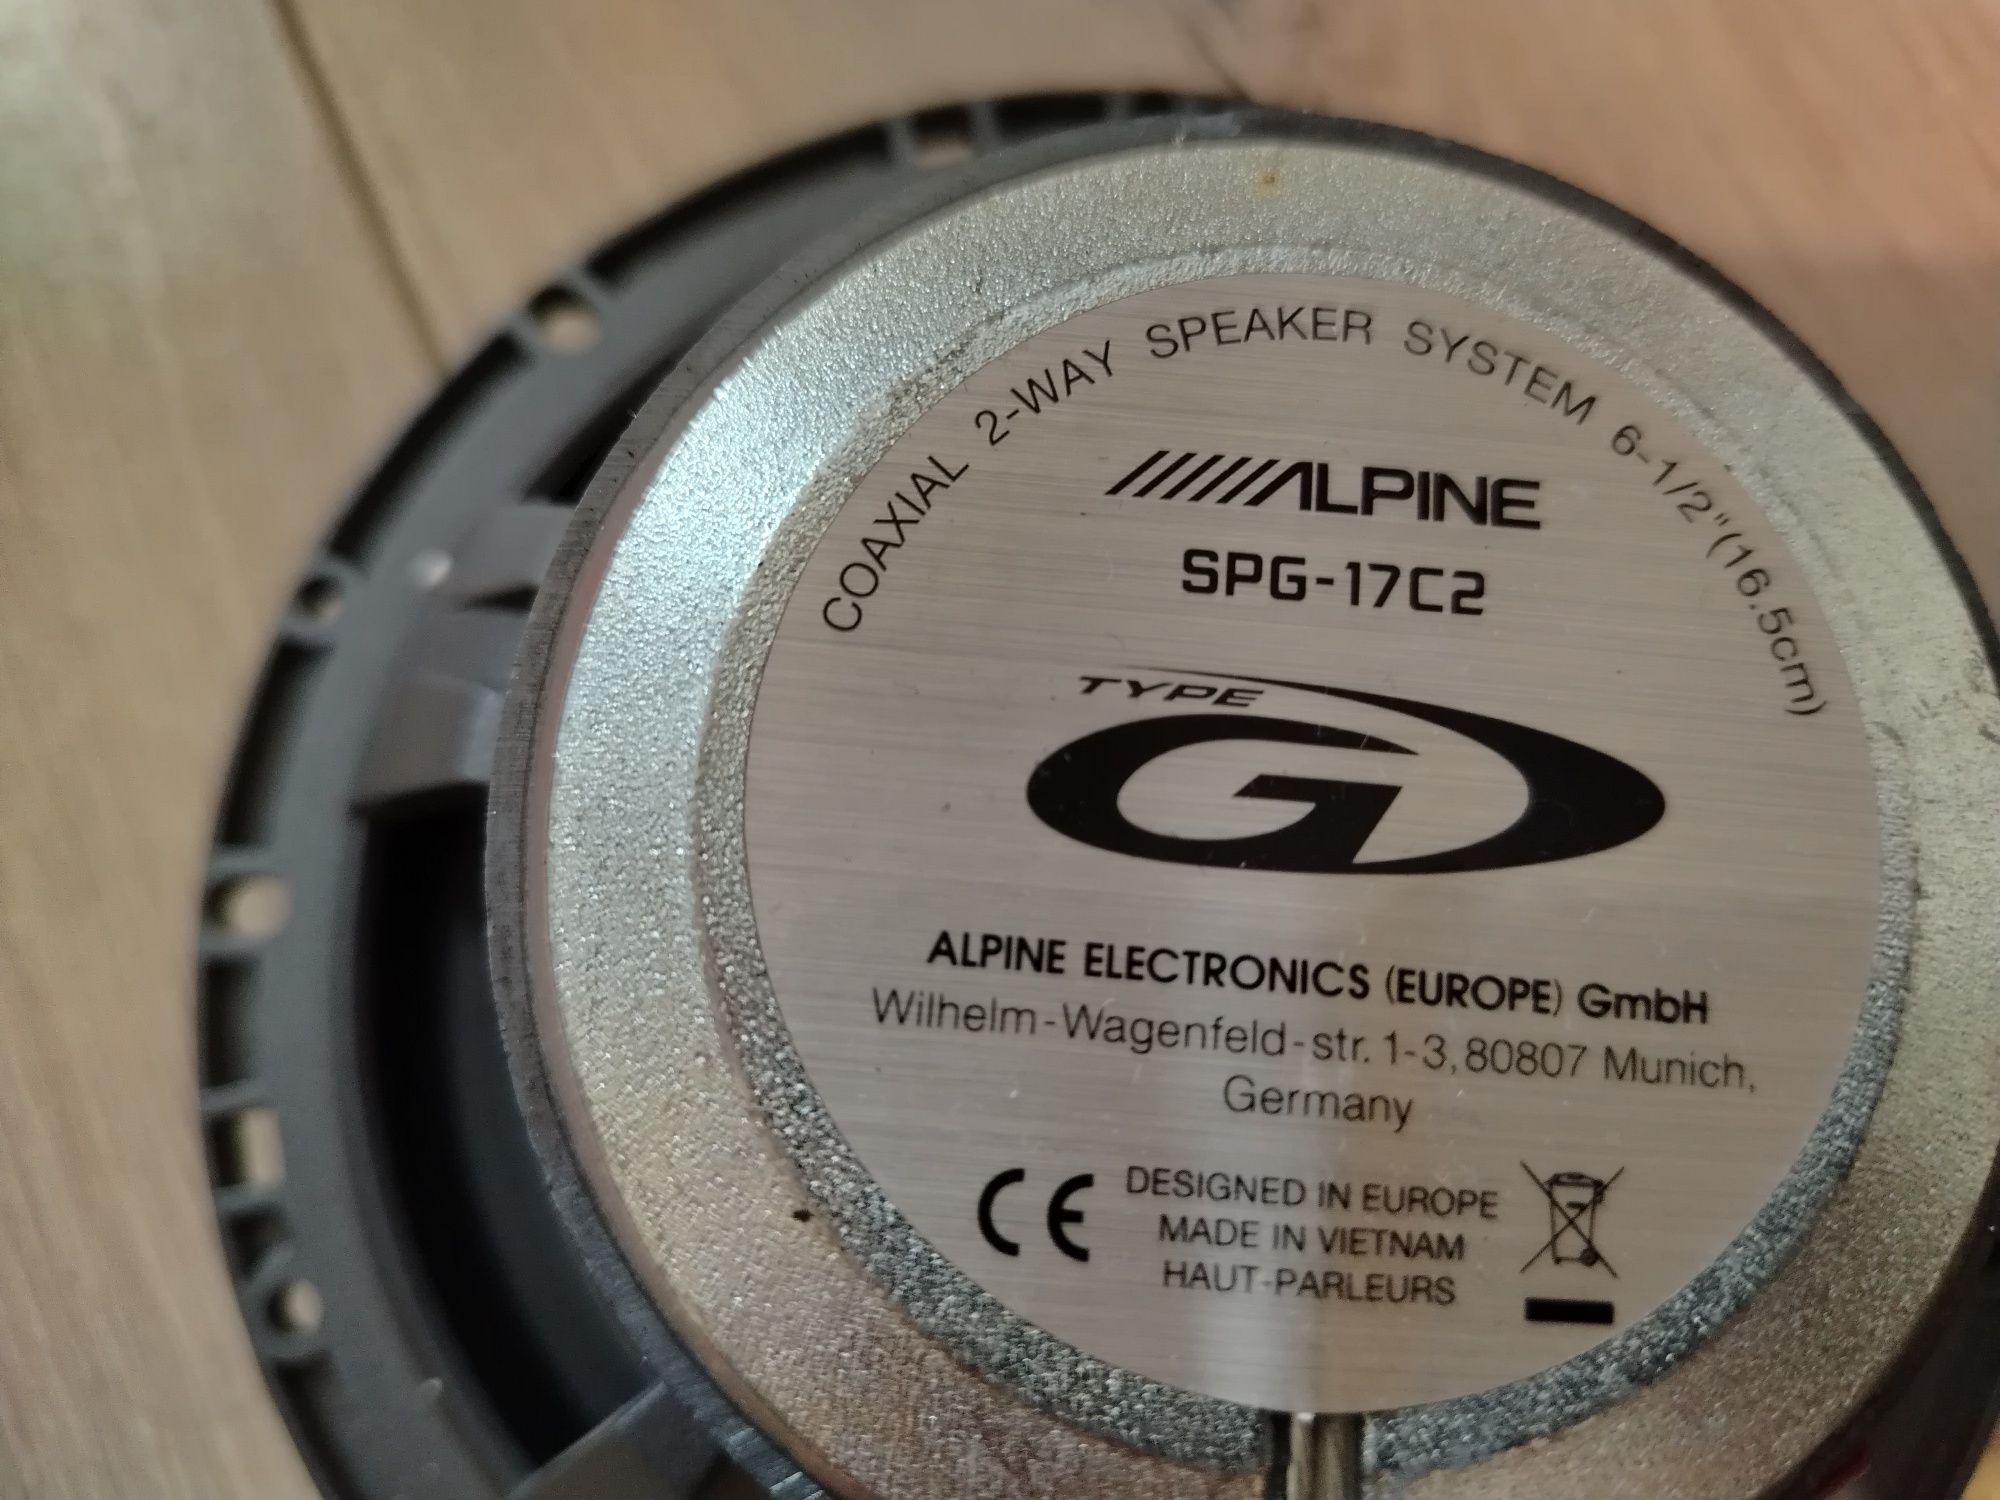 COAXIAL 2-WAY SPEAKER SYSTEM 6-1/2"(16.5cm)
ALPINE
SPG-17C2
TYPE
G
ALPINE ELECTRONICS (EUROPE) GmbH
Wilhelm-Wagenfeld-str. 1-3, 80807 Munich,
Germany
CE
DESIGNED IN EUROPE
MADE IN VIETNAM
HAUT-PARLEURS